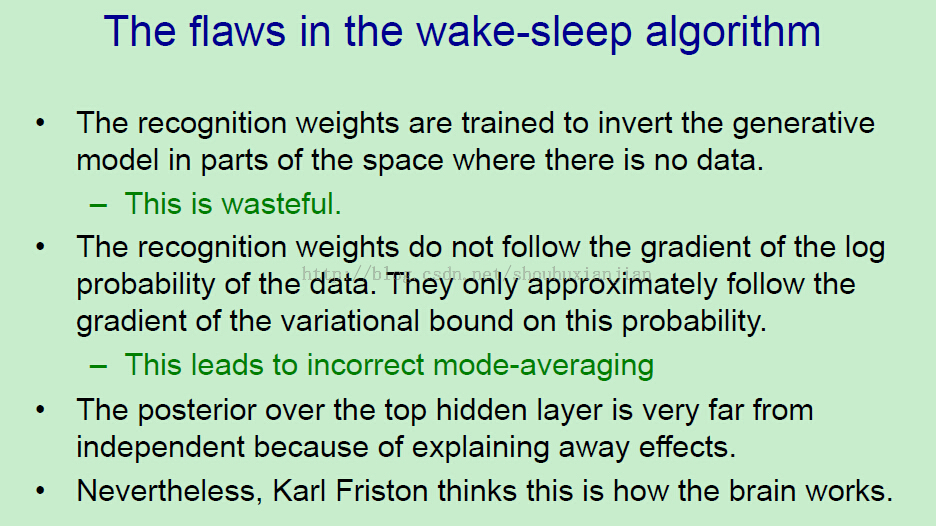 The flaws in the wake-sleep algorithm
• The recognition weights are trained to invert the generative
model in parts of the space where there is no data.
– This is wasteful.
• The recognition weights do not follow the gradient of the log
http://blog.csdn.net/shouhuxianjian
probability of the data. They only approximately follow the
gradient of the variational bound on this probability.
– This leads to incorrect mode-averaging
• The posterior over the top hidden layer is very far from
independent because of explaining away effects.
• Nevertheless, Karl Friston thinks this is how the brain works.